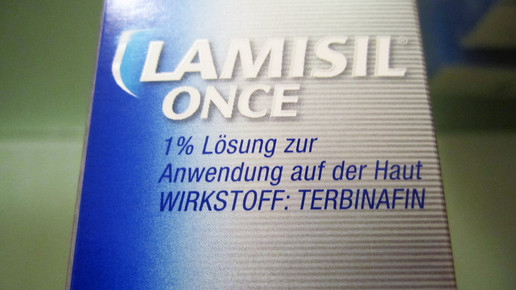 LAMISIL®
ONCE
1% Lösung zur
Anwendung auf der Haut
WIRKSTOFF: TERBINAFIN